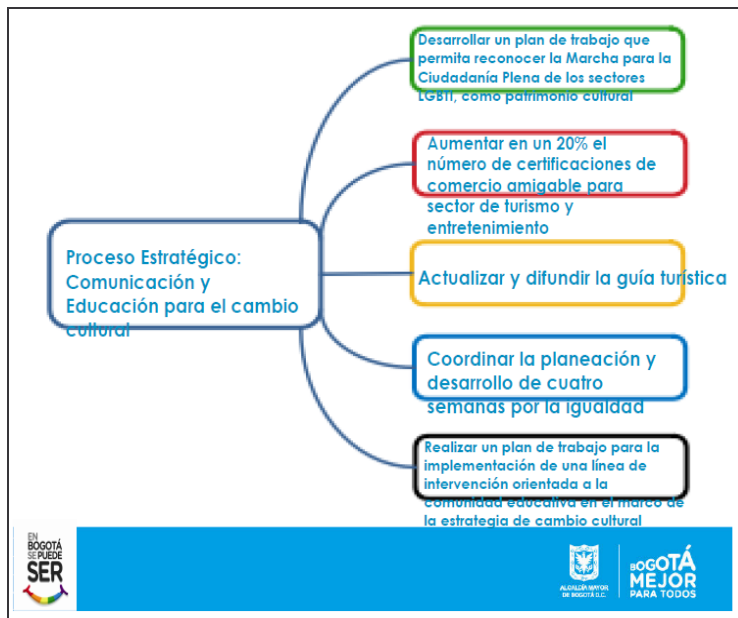 Desarrollar un plan de trabajo que
permita reconocer la Marcha para la
Ciudadanía Plena de los sectores
LGBTI, como patrimonio cultural
Aumentar en un 20% el
número de certificaciones de
comercio amigable para
sector de turismo y
entretenimiento
Proceso Estratégico:
Comunicación y
Educación para el cambio
cultural
Actualizar y difundir la guía turística
Coordinar la planeación y
desarrollo de cuatro
semanas por la igualdad
Realizar un plan de trabajo para la
implementación de una línea de
intervención orientada a la
comunidad educativa en el marco de
la estrategia de cambio cultural
EN
BOGOTÁ
SE PUEDE
SER
ALCALDÍA MAYOR
DE BOGOTÁ D.C.
BOGOTÁ
MEJOR
PARA TODOS